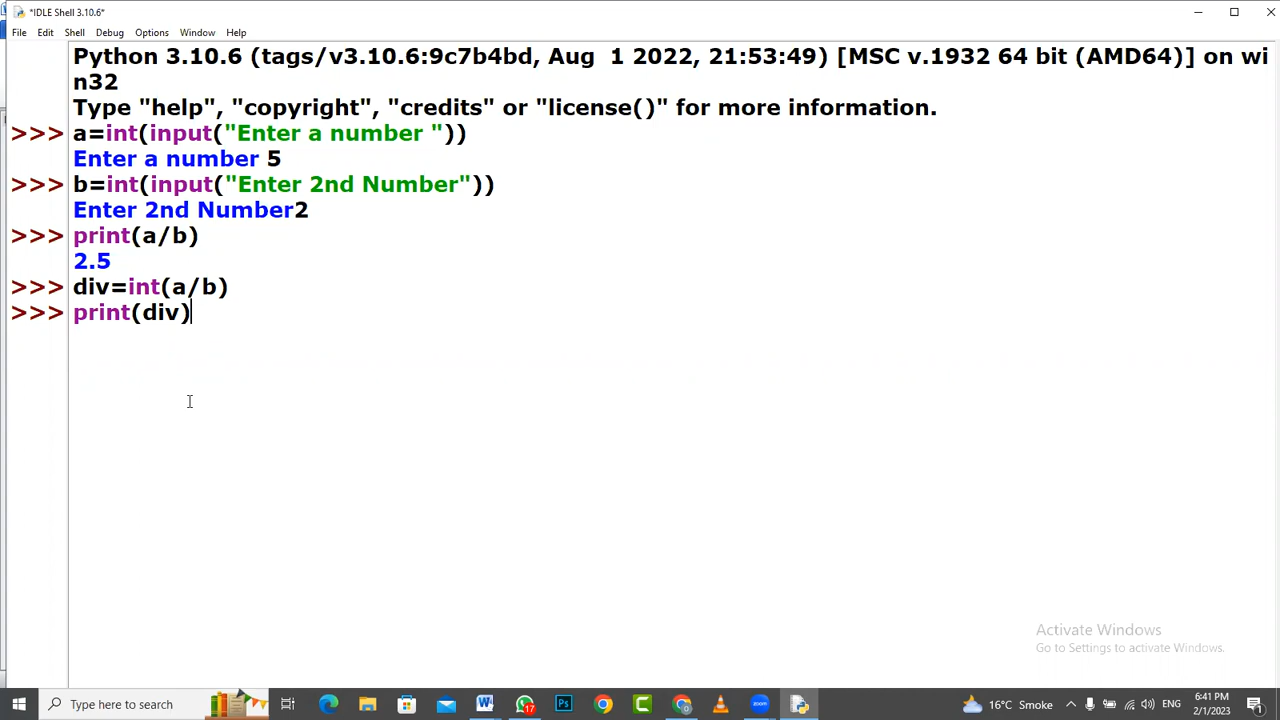 *IDLE Shell 3.10.6*
File Edit Shell Debug Options Window Help
Python 3.10.6 (tags/v3.10.6:9c7b4bd, Aug  1 2022, 21:53:49) [MSC v.1932 64 bit (AMD64)] on wi
n32
Type "help", "copyright", "credits" or "license()" for more information.
>>> a=int(input("Enter a number "))
Enter a number 5
>>> b=int(input("Enter 2nd Number"))
Enter 2nd Number2
>>> print(a/b)
2.5
>>> div=int(a/b)
>>> print(div)
Activate Windows
Go to Settings to activate Windows.
Type here to search
W
17
Ps
C
zoom
16°C Smoke
ENG
6:41 PM
2/1/2023
1